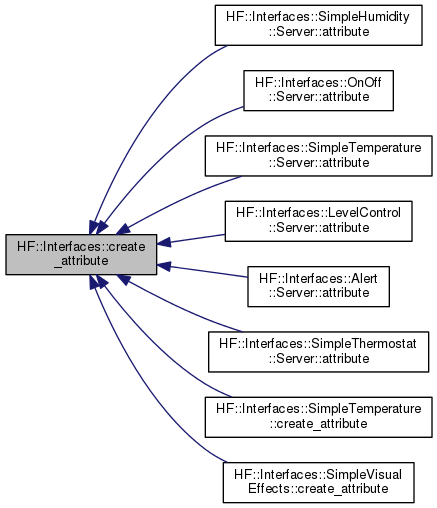 HF::Interfaces::SimpleHumidity
::Server::attribute
HF::Interfaces::OnOff
::Server::attribute
HF::Interfaces::SimpleTemperature
::Server::attribute
HF::Interfaces::LevelControl
::Server::attribute
HF::Interfaces::create
_attribute
HF::Interfaces::Alert
::Server::attribute
HF::Interfaces::SimpleThermostat
::Server::attribute
HF::Interfaces::SimpleTemperature
::create_attribute
HF::Interfaces::SimpleVisual
Effects::create_attribute